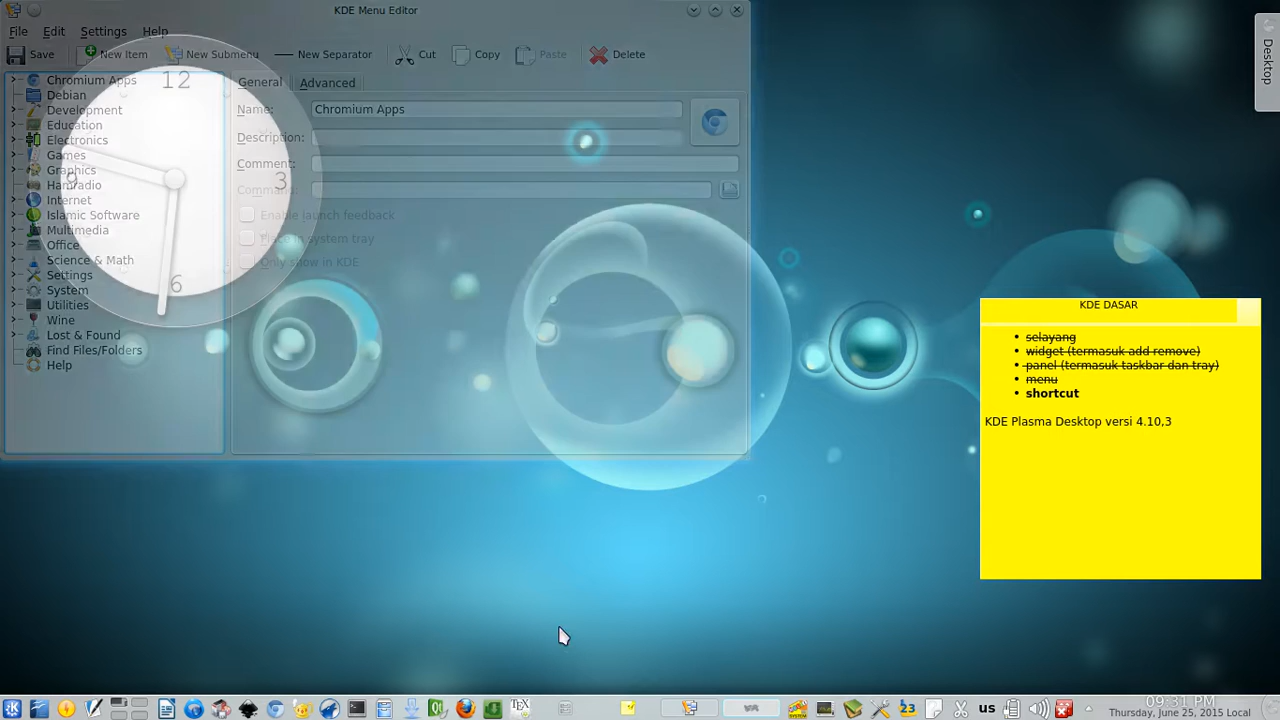 KDE Menu Editor
File Edit Settings Help
Save New Item New Submenu New Separator Cut Copy Paste Delete
Chromium Apps
Debian
Development
Education
Electronics
Games
Graphics
Hamradio
Internet
Islamic Software
Multimedia
Office
Science & Math
Settings
System
Utilities
Wine
Lost & Found
Find Files/Folders
Help
12
3
6
9
General Advanced
Name: Chromium Apps
Description:
Comment:
Command:
Enable launch feedback
Place in system tray
Only show in KDE
Desktop
KDE DASAR
• selayang
• widget (termasuk add remove)
• panel (termasuk taskbar dan tray)
• menu
• shortcut
KDE Plasma Desktop versi 4.10,3
TEX
23
us
09:31 PM
Thursday, June 25, 2015 Local